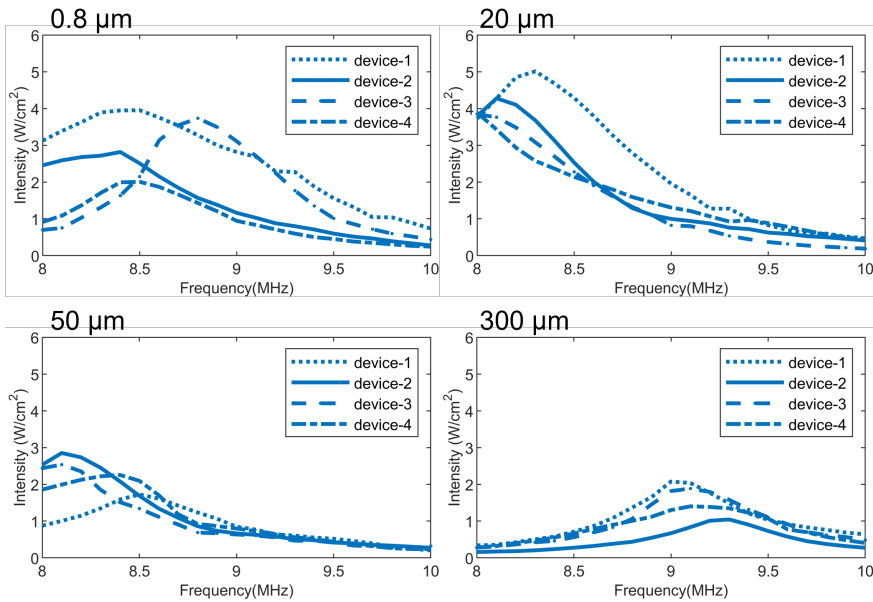 0.8 µm
6
5
4
3
2
1
0
Intensity (W/cm²)
8
8.5
9
9.5
10
Frequency(MHz)
device-1
device-2
device-3
device-4
20 µm
6
5
4
3
2
1
0
Intensity (W/cm²)
8
8.5
9
9.5
10
Frequency(MHz)
device-1
device-2
device-3
device-4
50 µm
6
5
4
3
2
1
0
Intensity (W/cm²)
8
8.5
9
9.5
10
Frequency(MHz)
device-1
device-2
device-3
device-4
300 µm
6
5
4
3
2
1
0
Intensity (W/cm²)
8
8.5
9
9.5
10
Frequency(MHz)
device-1
device-2
device-3
device-4